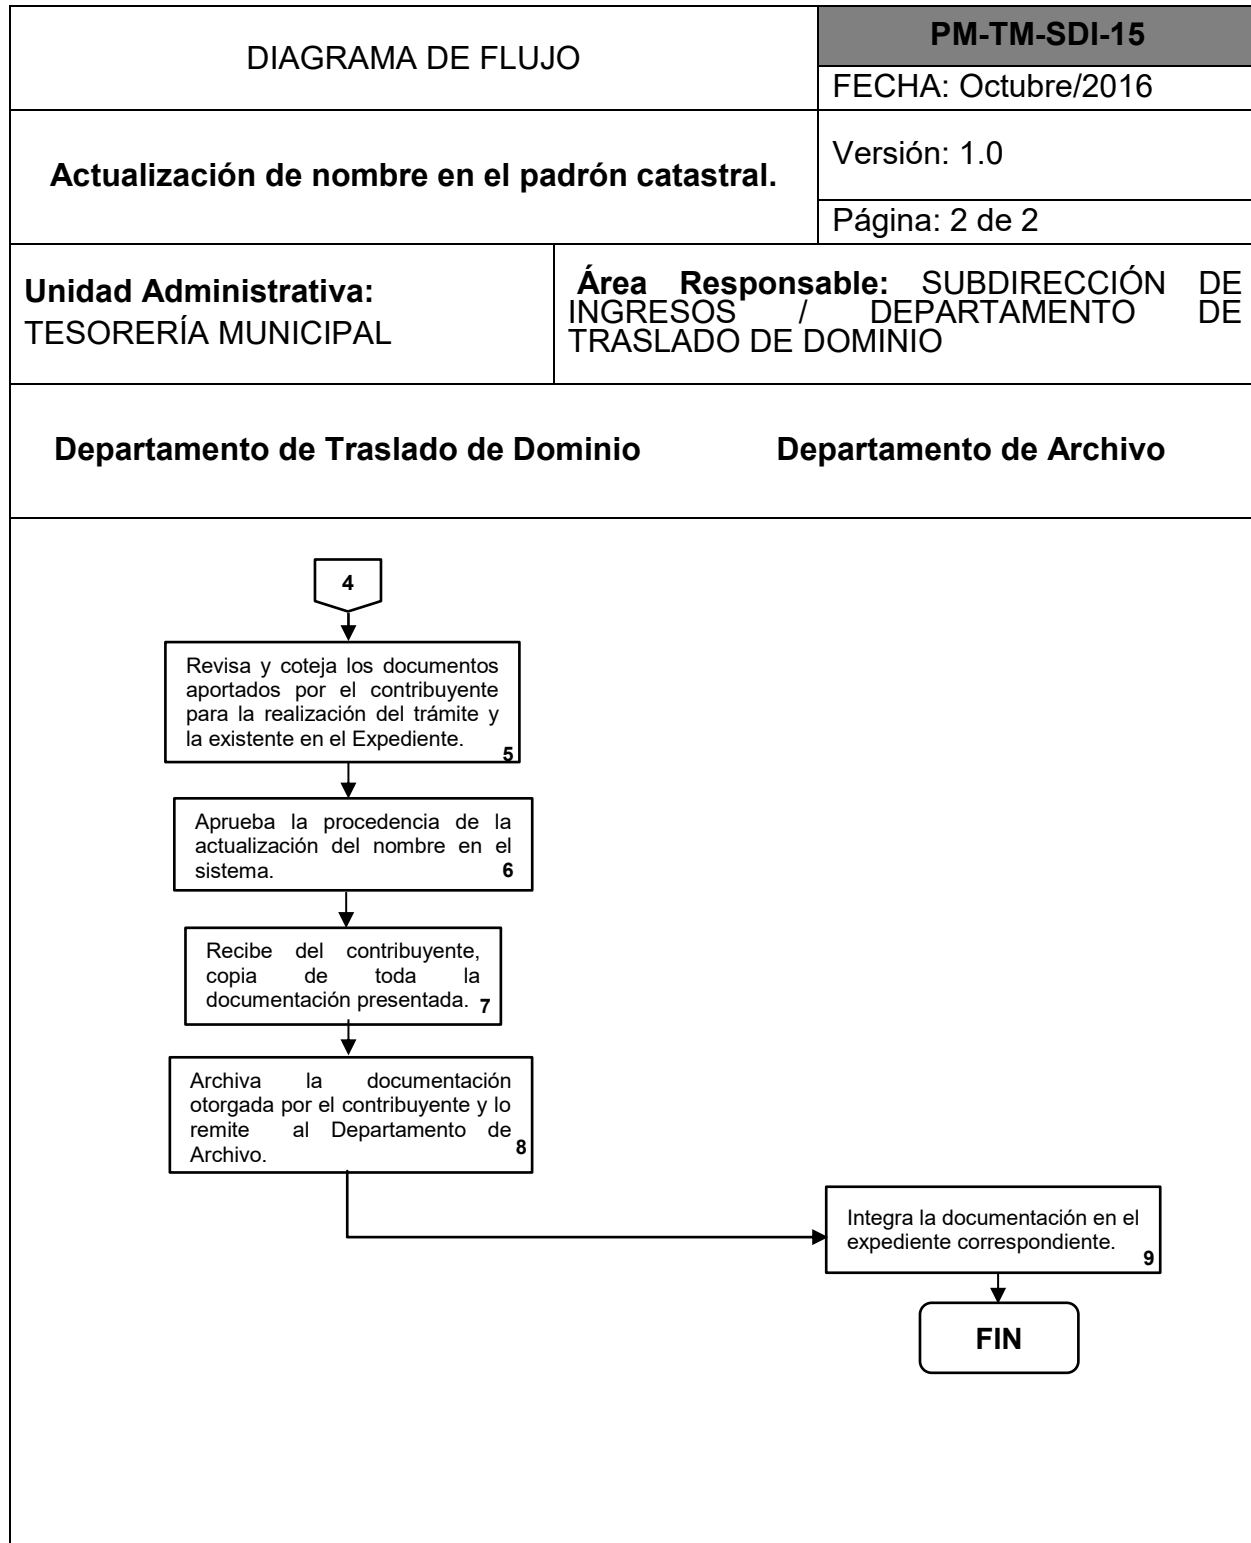 DIAGRAMA DE FLUJO
PM-TM-SDI-15
FECHA: Octubre/2016
Actualización de nombre en el padrón catastral.
Versión: 1.0
Página: 2 de 2
Unidad Administrativa:
TESORERÍA MUNICIPAL
Área Responsable: SUBDIRECCIÓN DE
INGRESOS / DEPARTAMENTO DE
TRASLADO DE DOMINIO
Departamento de Traslado de Dominio
Departamento de Archivo
4
Revisa y coteja los documentos
aportados por el contribuyente
para la realización del trámite y
la existente en el Expediente.
5
Aprueba la procedencia de la
actualización del nombre en el
sistema.
6
Recibe del contribuyente,
copia de toda la
documentación presentada.
7
Archiva la documentación
otorgada por el contribuyente y lo
remite al Departamento de
Archivo.
8
Integra la documentación en el
expediente correspondiente.
9
FIN